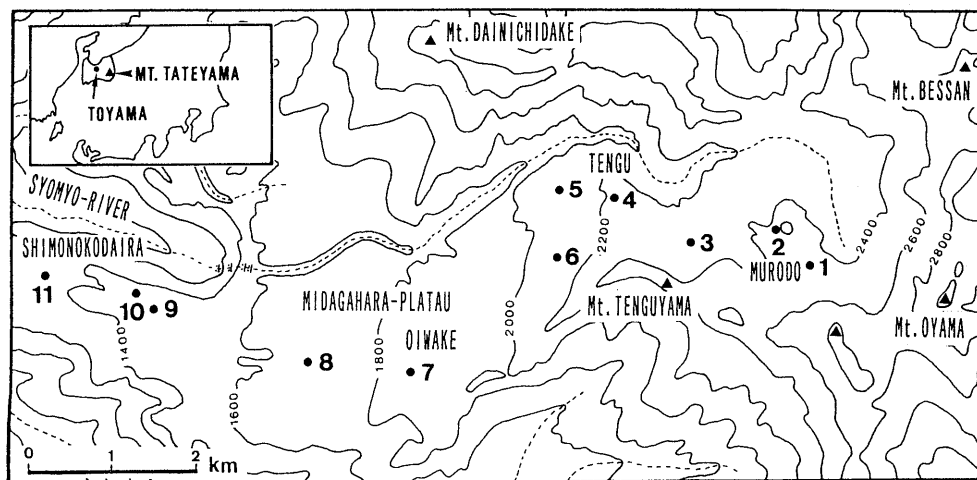 Mt. DAINICHIDAKE
MT. TATEYAMA
TOYAMA
Mt. BESSAN
TENGU
SYOMYO-RIVER
5
4
2200
2400
2600
2800
SHIMONOKODAIRA
3
2
6
MURODO
1
11
10
9
MIDAGAHARA-PLATAU
2000
Mt. TENGUYAMA
Mt. OYAMA
1400
OIWAKE
1800
8
7
1600
0 1 2 km